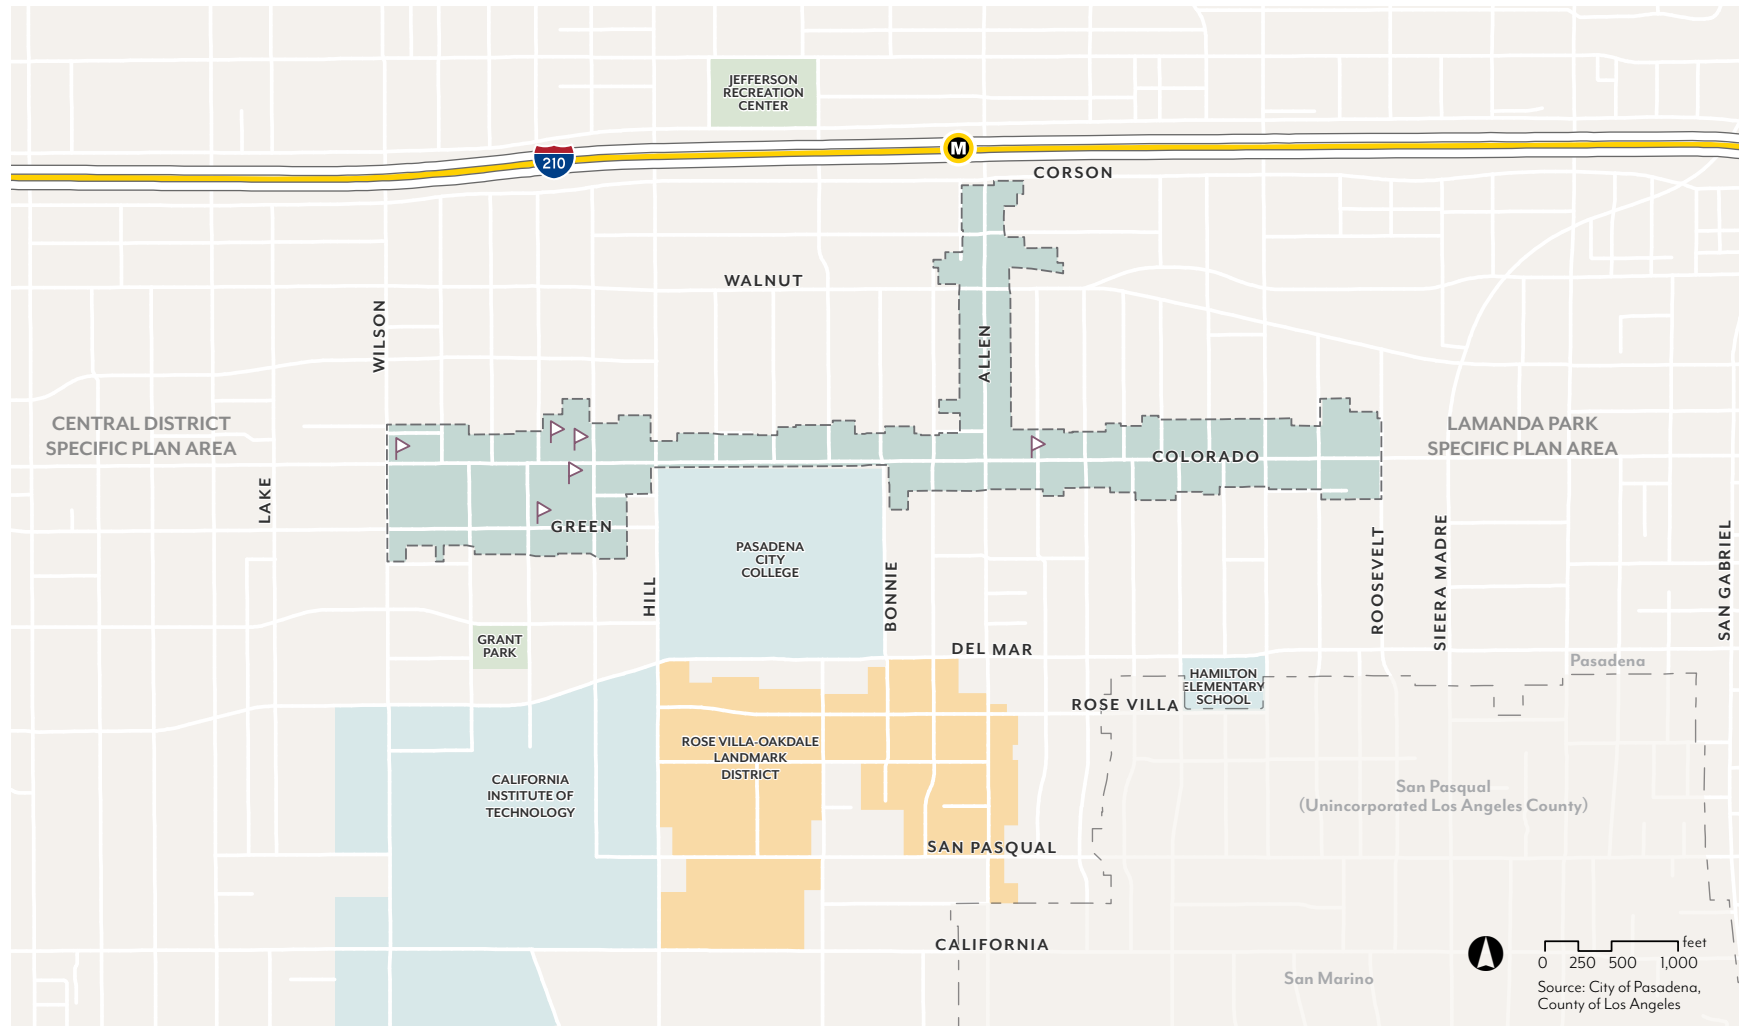 JEFFERSON
RECREATION
CENTER
210
M
CORSON
WALNUT
WILSON
ALLEN
CENTRAL DISTRICT
SPECIFIC PLAN AREA
LAMANDA PARK
SPECIFIC PLAN AREA
COLORADO
LAKE
GREEN
PASADENA
CITY
COLLEGE
HILL
BONNIE
ROOSEVELT
SIEERA MADRE
SAN GABRIEL
GRANT
PARK
DEL MAR
Pasadena
HAMILTON
ELEMENTARY
SCHOOL
ROSE VILLA
ROSE VILLA-OAKDALE
LANDMARK
DISTRICT
CALIFORNIA
INSTITUTE OF
TECHNOLOGY
San Pasqual
(Unincorporated Los Angeles County)
SAN PASQUAL
CALIFORNIA
San Marino
feet
0 250 500 1,000
Source: City of Pasadena,
County of Los Angeles